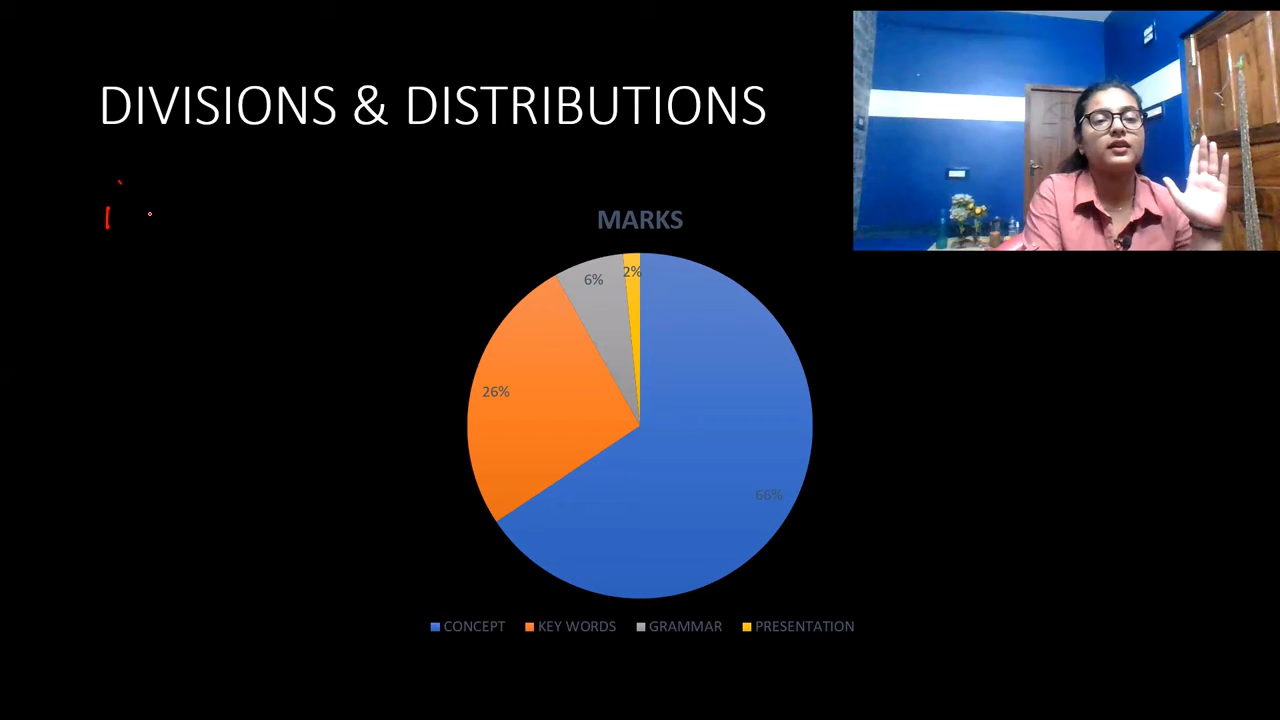 DIVISIONS & DISTRIBUTIONS
MARKS
2%
6%
26%
66%
CONCEPT KEY WORDS GRAMMAR PRESENTATION